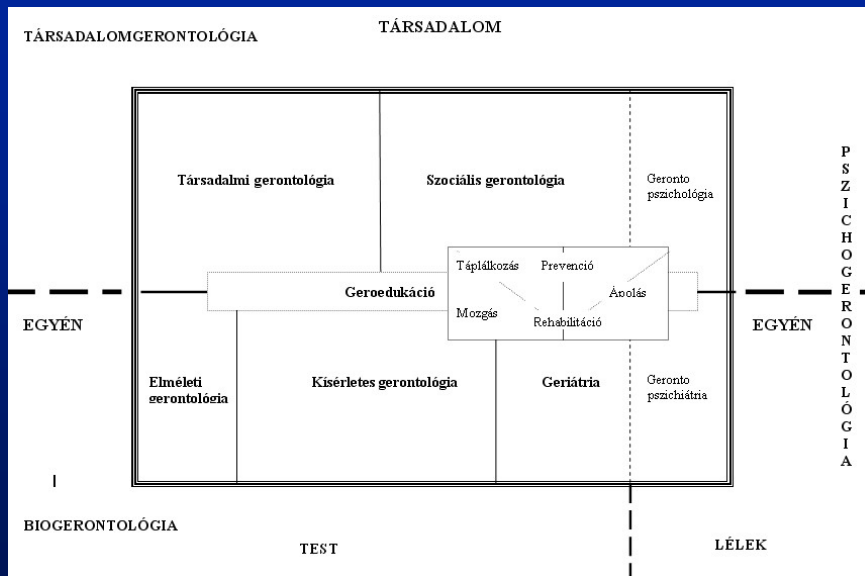 TÁRSADALOMGERONTOLÓGIA
TÁRSADALOM
Társadalmi gerontológia
Szociális gerontológia
Geronto
pszichológia
PSZICHOGERONTOLÓGIA
Táplálkozás
Prevenció
Geroedukáció
Ápolás
Mozgás
Rehabilitáció
EGYÉN
EGYÉN
Elméleti
gerontológia
Kísérletes gerontológia
Geriátria
Geronto
pszichiátria
BIOGERONTOLÓGIA
TEST
LÉLEK